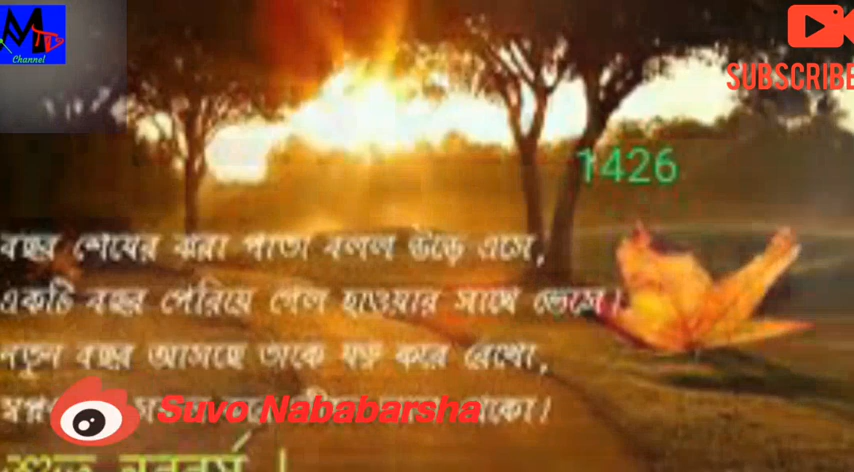 MTS
Channel
SUBSCRIBE
1426
বছর শেষের ঝরা পাতা বলল উড়ে এসে,
একটি বছর পেরিয়ে গেল হাওয়ার সাথে ভেসে।
নতুন বছর আসছে তাকে যত্ন করে রেখো,
Suvo Nababarsha
শুভ নববর্ষ ।